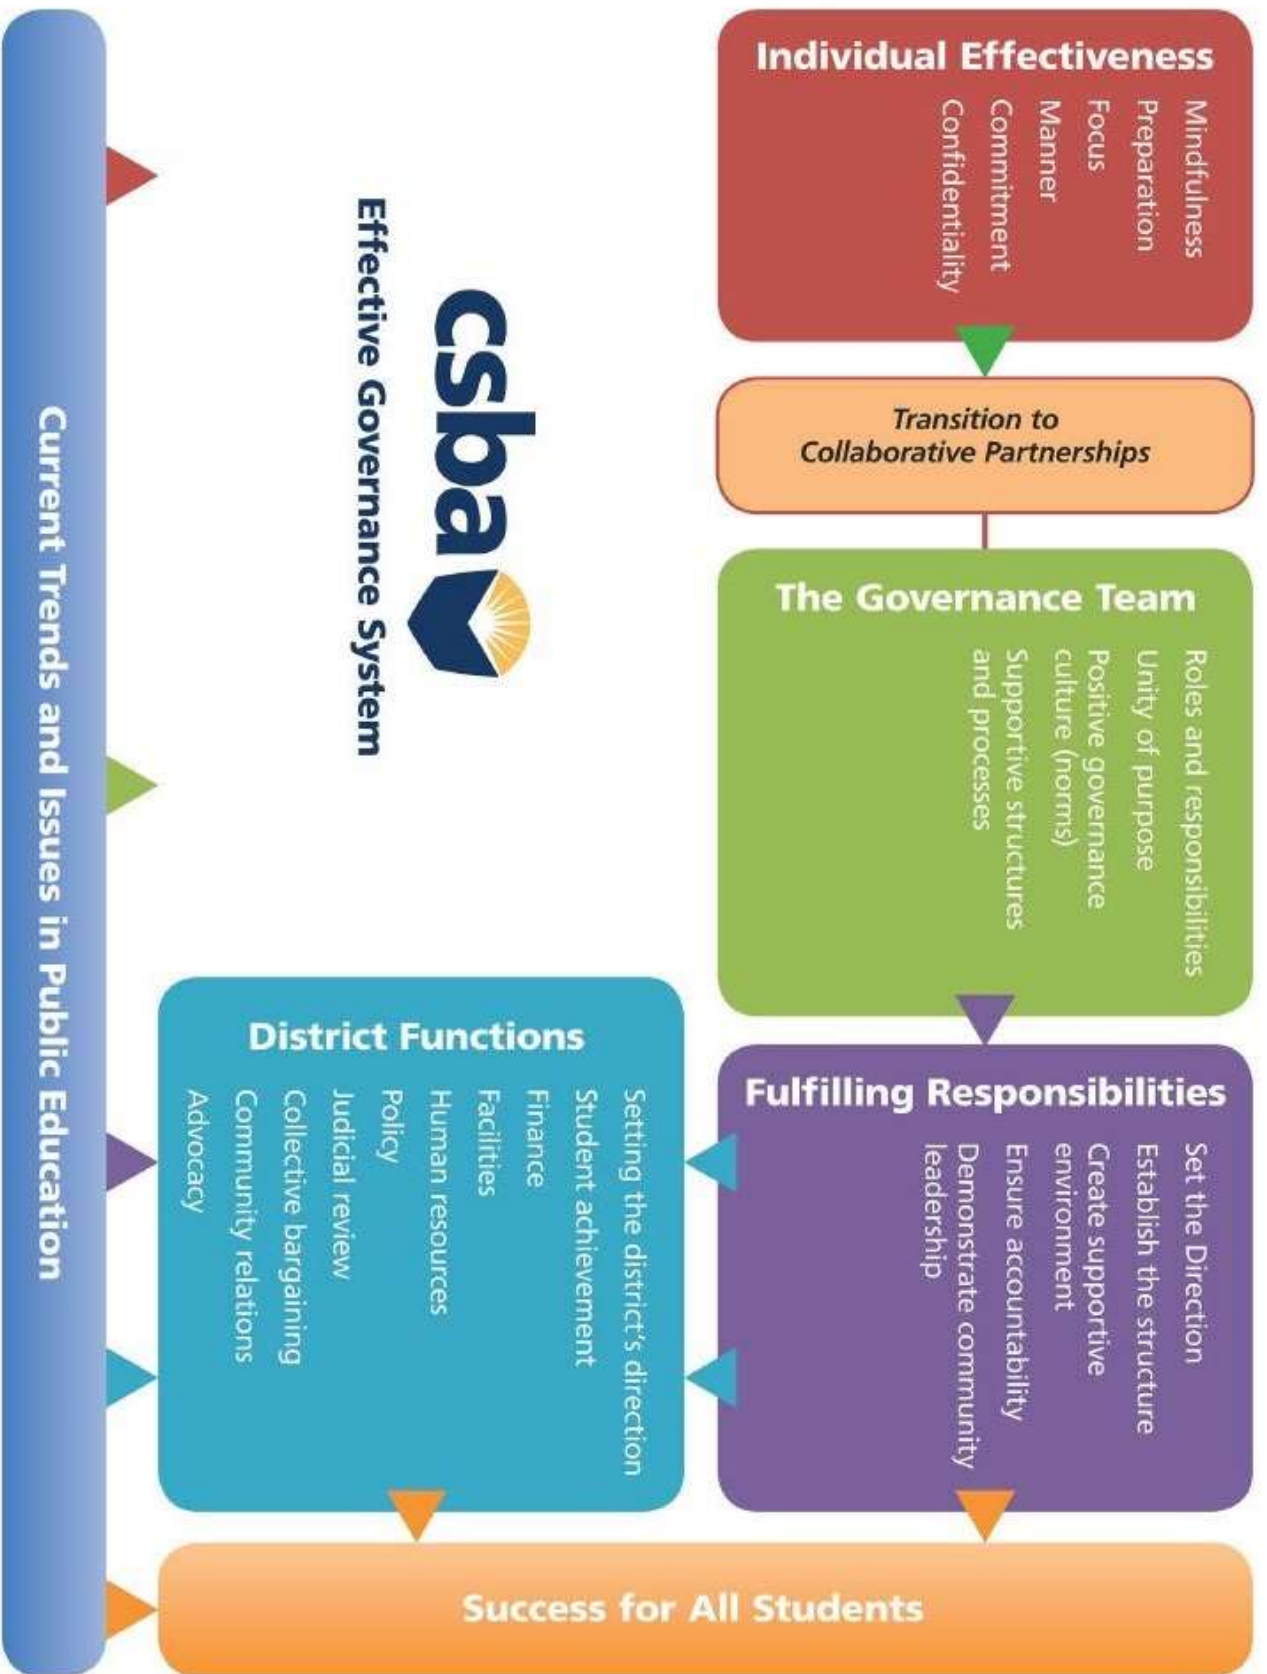 Individual Effectiveness
Mindfulness
Preparation
Focus
Manner
Commitment
Confidentiality
Transition to
Collaborative Partnerships
The Governance Team
Roles and responsibilities
Unity of purpose
Positive governance
culture (norms)
Supportive structures
and processes
Fulfilling Responsibilities
Set the Direction
Establish the structure
Create supportive
environment
Ensure accountability
Demonstrate community
leadership
csba
Effective Governance System
District Functions
Setting the district's direction
Student achievement
Finance
Facilities
Human resources
Policy
Judicial review
Collective bargaining
Community relations
Advocacy
Success for All Students
Current Trends and Issues in Public Education